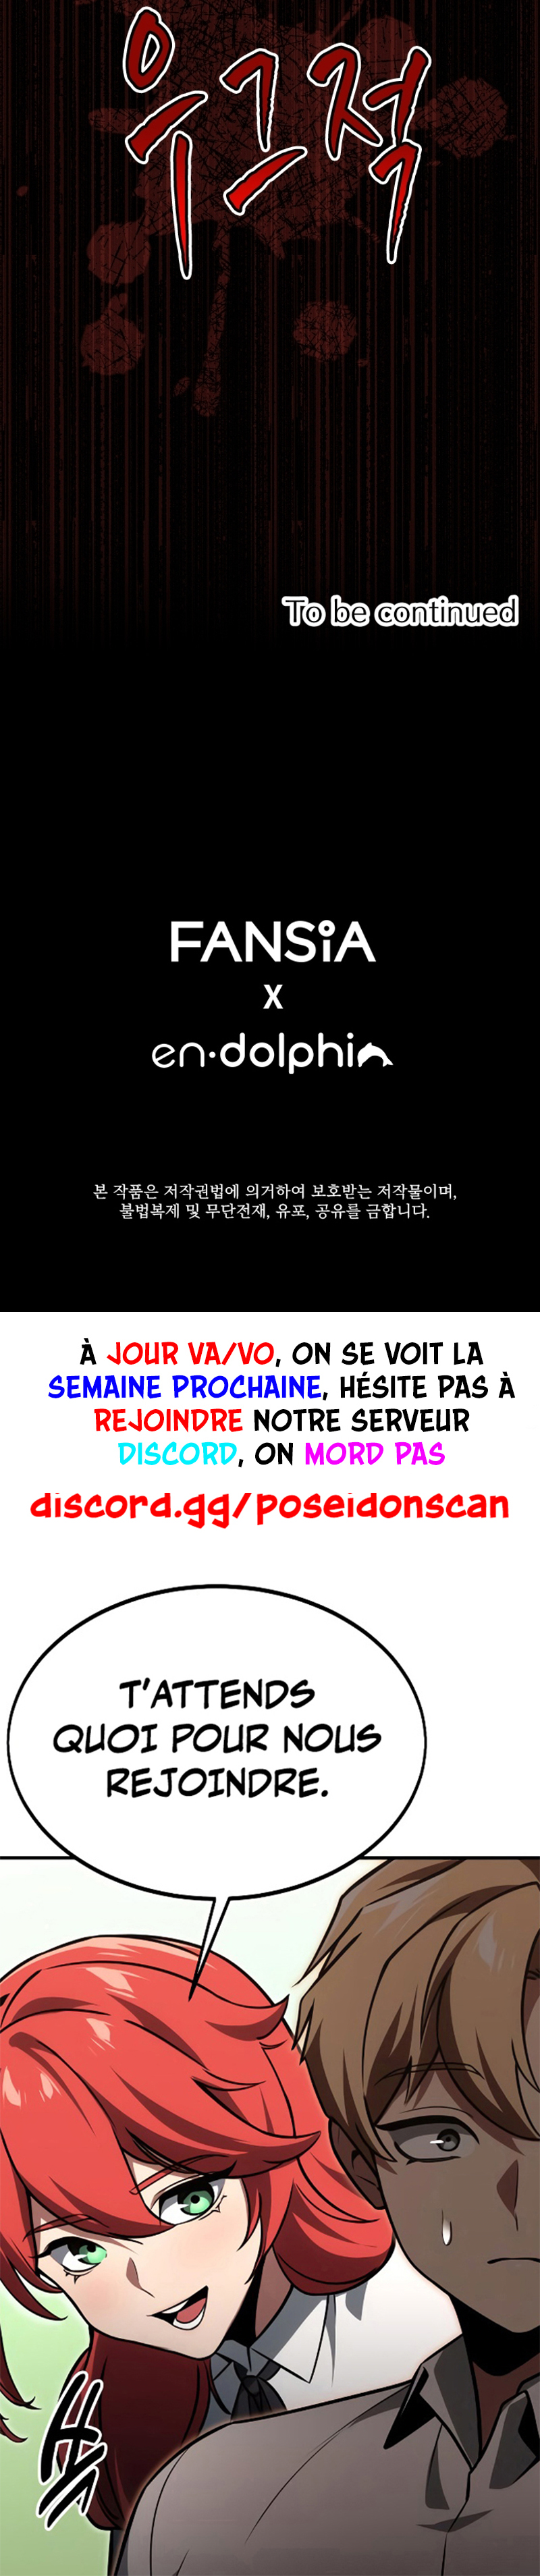 우근적
To be continued
FANSiA
X
en·dolphin
본 작품은 저작권법에 의거하여 보호받는 저작물이며,
불법복제 및 무단전재, 유포, 공유를 금합니다.
À JOUR VA/VO, ON SE VOIT LA
SEMAINE PROCHAINE, HÉSITE PAS À
REJOINDRE NOTRE SERVEUR
DISCORD, ON MORD PAS
discord.gg/poseidonscan
T'ATTENDS
QUOI POUR NOUS
REJOINDRE.